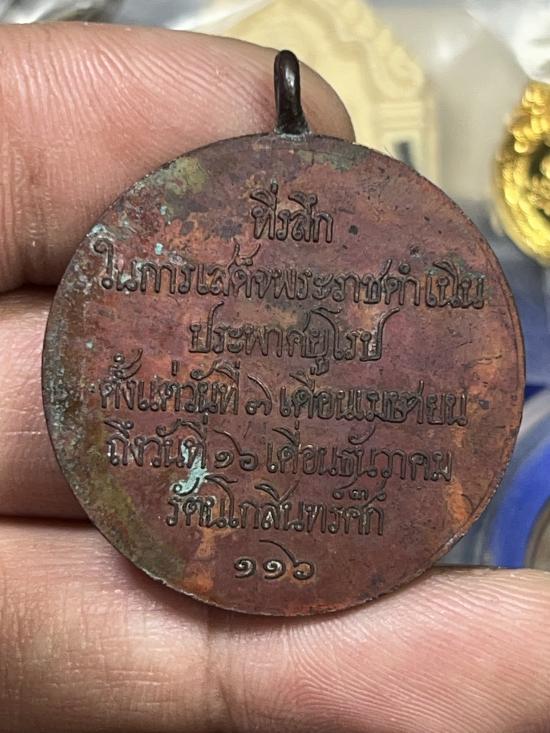 ที่รลึก
ในการเสด็จพระราชดำเนิน
ประพาศยูโรป
ตั้งแต่วันที่ ๗ เดือนเมษายน
ถึงวันที่ ๑๖ เดือนธันวาคม
รัตนโกสินทร์ศก๊
๑๑๖